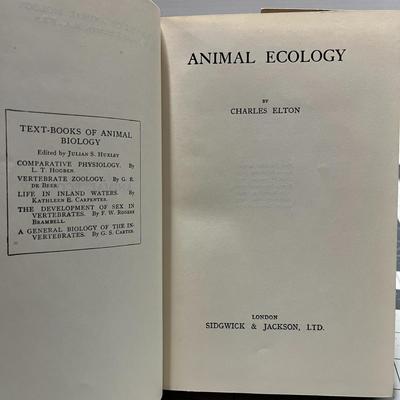 TEXT-BOOKS OF ANIMAL
BIOLOGY
Edited by JULIAN S. HUXLEY
COMPARATIVE PHYSIOLOGY. By
L. T. HOGBEN.
VERTEBRATE ZOOLOGY. By G. R.
DE BEER.
LIFE IN INLAND WATERS. By
KATHLEEN E. CARPENTER.
THE DEVELOPMENT OF SEX IN
VERTEBRATES. By F. W. ROGERS
BRAMBELL.
A GENERAL BIOLOGY OF THE IN-
VERTEBRATES. By G. S. CARTER.
ANIMAL ECOLOGY
BY
CHARLES ELTON
LONDON
SIDGWICK & JACKSON, LTD.